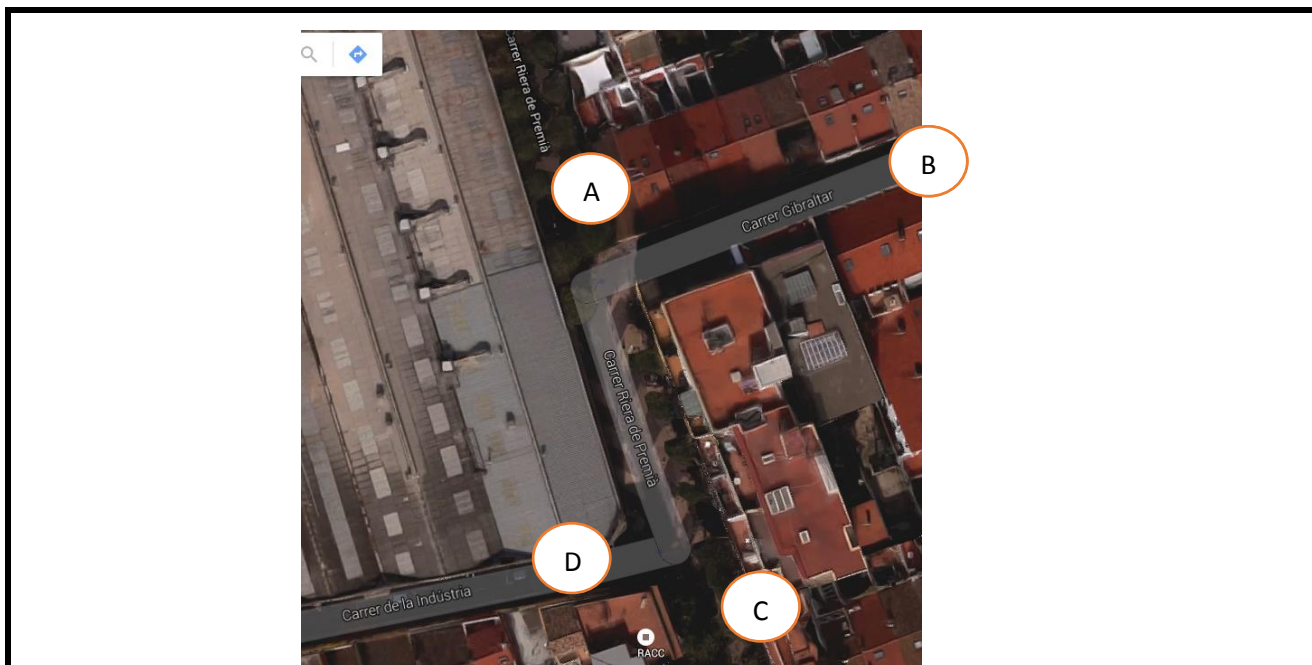 Carrer Riera de Premià
A
B
Carrer Gibraltar
Carrer Riera de Premià
D
Carrer de la Indústria
C
RACC